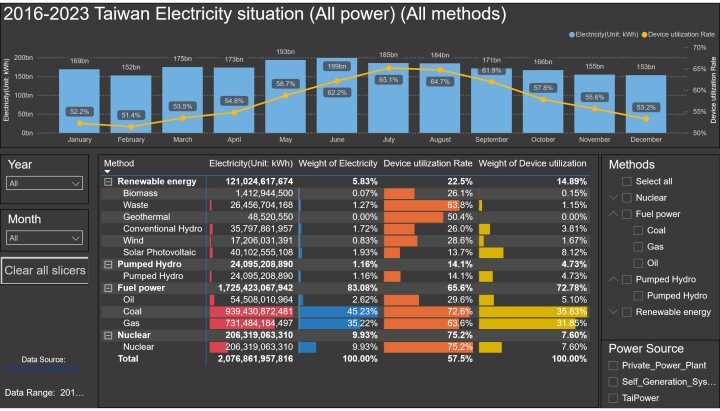 2016-2023 Taiwan Electricity situation (All power) (All methods)
Electricity(Unit: kWh) Device utilization Rate
Electricity(Unit: kWh)
200bn
150bn
100bn
50bn
0bn
169bn 152bn 175bn 173bn 193bn 199bn 185bn 184bn 171bn 166bn 155bn 153bn
52.2% 51.4% 53.5% 54.8% 58.7% 62.2% 65.1% 64.7% 61.9% 57.8% 55.6% 53.2%
January February March April May June July August September October November December
70%
65%
60%
55%
50%
Device utilization Rate
Year
All
Month
All
Clear all slicers
Data Source:
Data Range: 201...
Method Electricity(Unit: kWh) Weight of Electricity Device utilization Rate Weight of Device utilization
Renewable energy 121,024,617,674 5.83% 22.5% 14.89%
Biomass 1,412,944,500 0.07% 26.1% 0.15%
Waste 26,456,704,168 1.27% 63.8% 1.15%
Geothermal 48,520,550 0.00% 50.4% 0.00%
Conventional Hydro 35,797,861,957 1.72% 26.0% 3.81%
Wind 17,206,031,391 0.83% 28.6% 1.67%
Solar Photovoltaic 40,102,555,108 1.93% 13.7% 8.12%
Pumped Hydro 24,095,208,890 1.16% 14.1% 4.73%
Pumped Hydro 24,095,208,890 1.16% 14.1% 4.73%
Fuel power 1,725,423,067,942 83.08% 65.6% 72.78%
Oil 54,508,010,964 2.62% 29.6% 5.10%
Coal 939,430,872,481 45.23% 72.6% 35.83%
Gas 731,484,184,497 35.22% 63.6% 31.85%
Nuclear 206,319,063,310 9.93% 75.2% 7.60%
Nuclear 206,319,063,310 9.93% 75.2% 7.60%
Total 2,076,861,957,816 100.00% 57.5% 100.00%
Methods
Select all
Nuclear
Fuel power
Coal
Gas
Oil
Pumped Hydro
Pumped Hydro
Renewable energy
Power Source
Private_Power_Plant
Self_Generation_Sys...
TaiPower